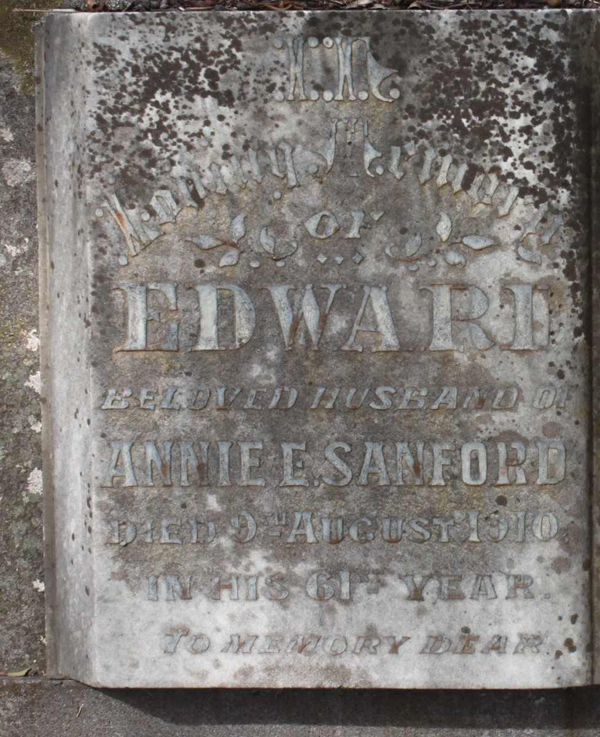 In
Loving Memory
OF
EDWARD
BELOVED HUSBAND OF
ANNIE E. SANFORD
DIED 9TH AUGUST 1910.
IN HIS 61ST YEAR.
TO MEMORY DEAR.